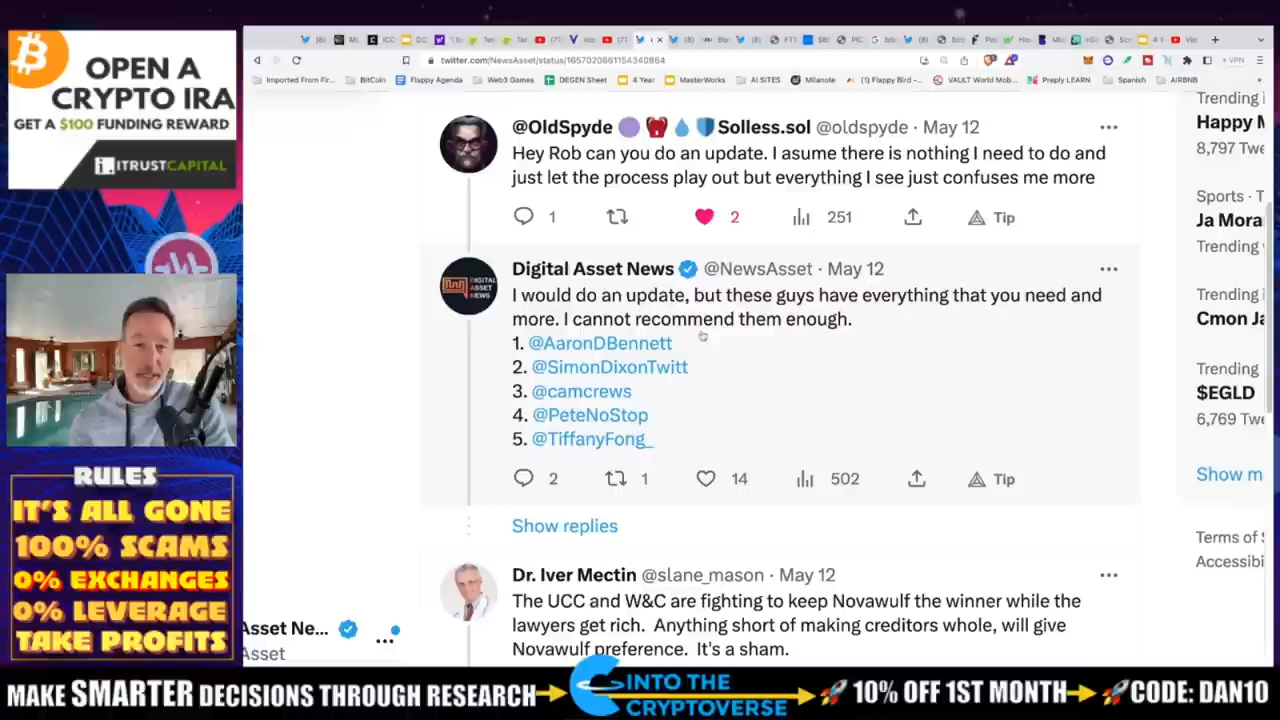 OPEN A
CRYPTO IRA
GET A $100 FUNDING REWARD
iTRUSTCAPITAL
twitter.com/NewsAsset/status/1657020861154340864
VPN
Imported From Fir...
BitCoin
Flappy Agenda
Web3 Games
DEGEN Sheet
4 Year
MasterWorks
AI SITES
Milanote
(1) Flappy Bird -...
VAULT World Mob...
Preply LEARN
Spanish
AIRBNB
@OldSpyde Solless.sol @oldspyde · May 12
Hey Rob can you do an update. I asume there is nothing I need to do and
just let the process play out but everything I see just confuses me more
1 2 251 Tip
DIGITAL
ASSET
NEWS
Digital Asset News @NewsAsset · May 12
I would do an update, but these guys have everything that you need and
more. I cannot recommend them enough.
1. @AaronDBennett
2. @SimonDixonTwitt
3. @camcrews
4. @PeteNoStop
5. @TiffanyFong_
2 1 14 502 Tip
Show replies
Dr. Iver Mectin @slane_mason · May 12
The UCC and W&C are fighting to keep Novawulf the winner while the
lawyers get rich. Anything short of making creditors whole, will give
Novawulf preference. It's a sham.
Trending
Happy M
8,797 Twe
Sports · T
Ja Mora
Trending
Trending
Cmon Ja
Trending
$EGLD
6,769 Twe
Show m
Terms of S
Accessibi
RULES
IT'S ALL GONE
100% SCAMS
0% EXCHANGES
0% LEVERAGE
TAKE PROFITS
Asset Ne... ...
Asset
MAKE SMARTER DECISIONS THROUGH RESEARCH
INTO THE
CRYPTOVERSE
10% OFF 1ST MONTH
CODE: DAN10